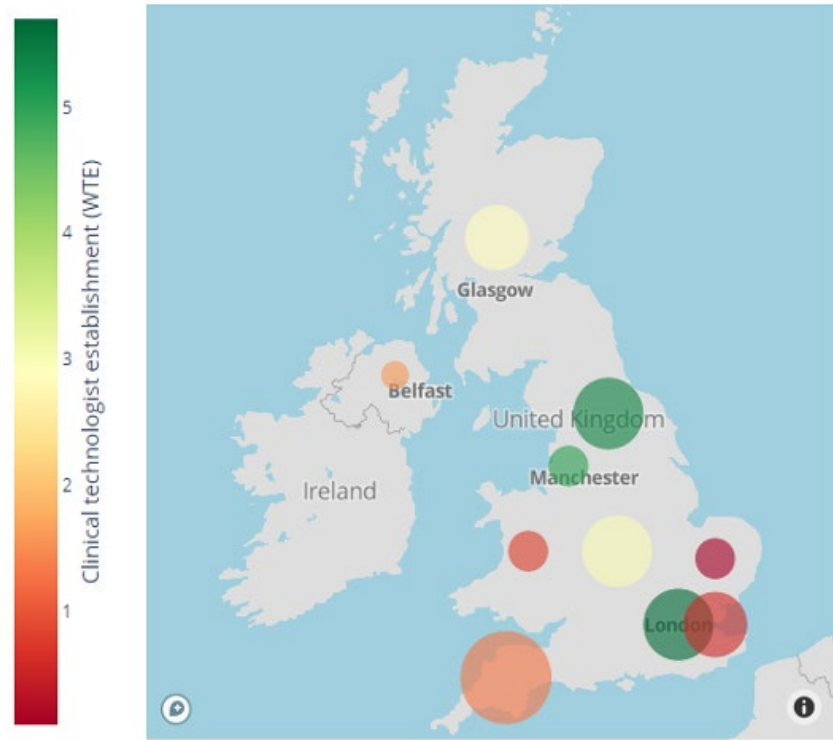 5
4
3
2
1
Clinical technologist establishment (WTE)
Glasgow
Belfast
United Kingdom
Manchester
Ireland
London